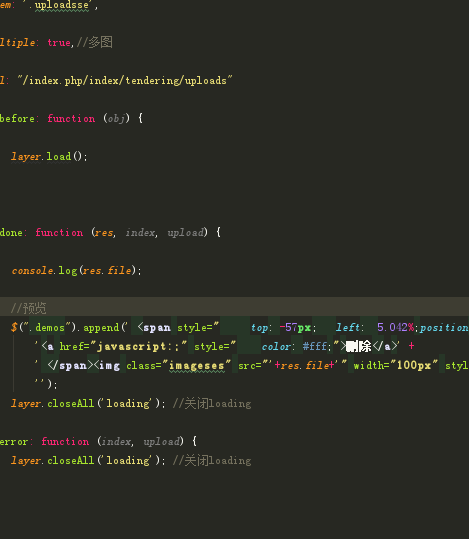 em: '.uploadsse',
ltiple: true,//多图
l: "/index.php/index/tendering/uploads"
before: function (obj) {
layer.load();
done: function (res, index, upload) {
console.log(res.file);
//预览
$(".demos").append(' <span style=" top: -57px; left: 5.042%;position
'<a href="javascript:;" style=" color: #fff;">删除</a>' +
' </span><img class="imageses" src="'+res.file+'" width="100px" styl
'');
layer.closeAll('loading'); //关闭loading
error: function (index, upload) {
layer.closeAll('loading'); //关闭loading